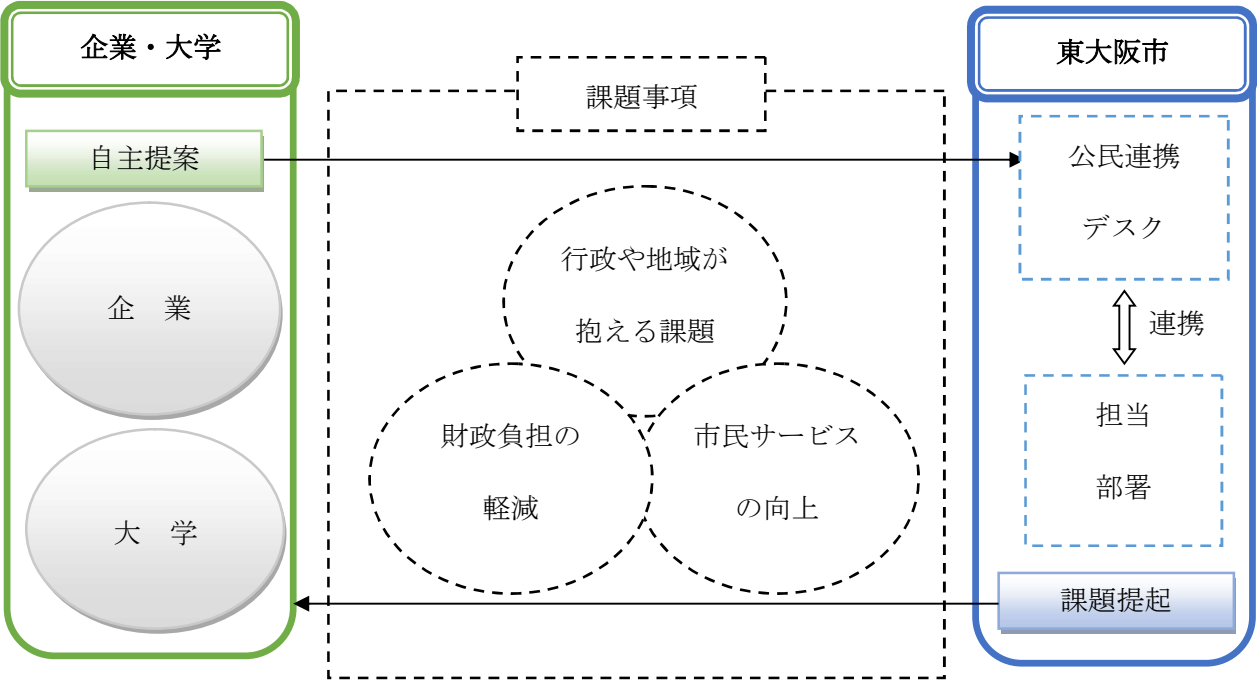 企業・大学
自主提案
企　業
大　学
課題事項
行政や地域が
抱える課題
財政負担の
軽減
市民サービス
の向上
東大阪市
公民連携
デスク
連携
担当
部署
課題提起